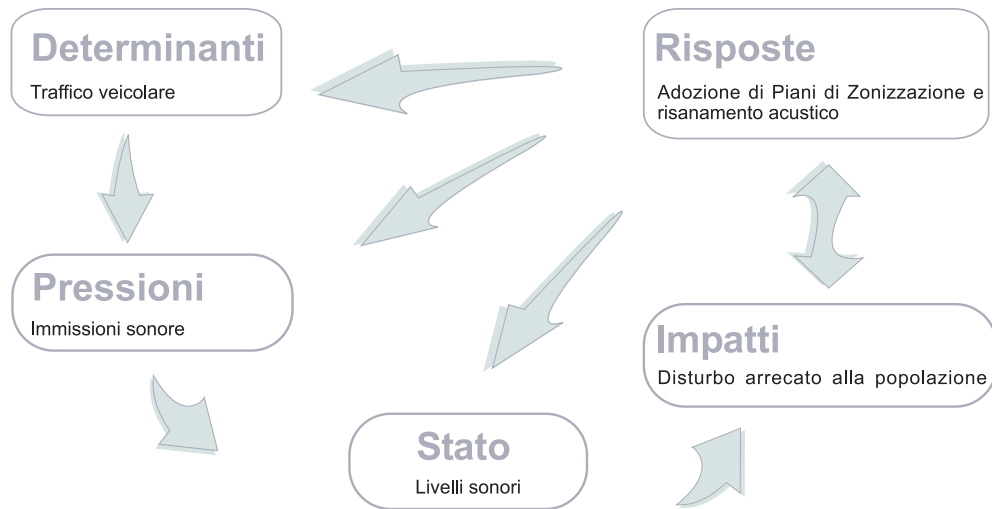 Determinanti
Traffico veicolare
Risposte
Adozione di Piani di Zonizzazione e
risanamento acustico
Pressioni
Immissioni sonore
Impatti
Disturbo arrecato alla popolazione
Stato
Livelli sonori